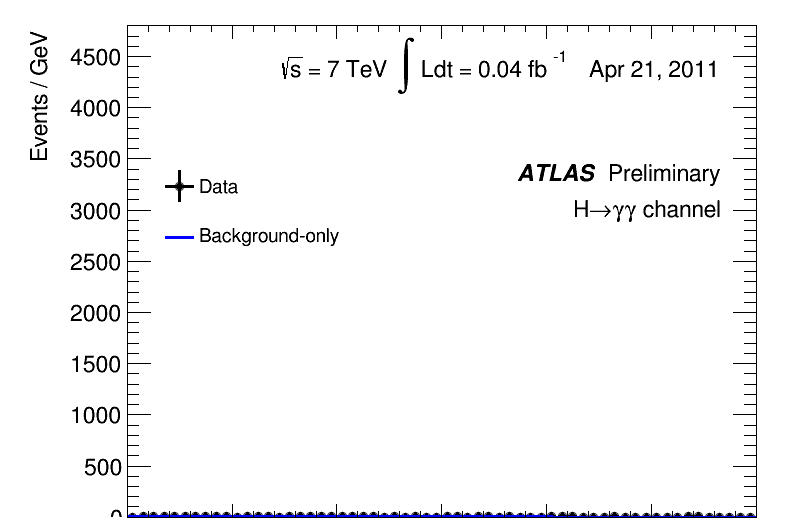 √s = 7 TeV ∫ Ldt = 0.04 fb⁻¹ Apr 21, 2011
Events / GeV
4500
4000
3500
3000
2500
2000
1500
1000
500
0
ATLAS Preliminary
H→γγ channel
Data
Background-only